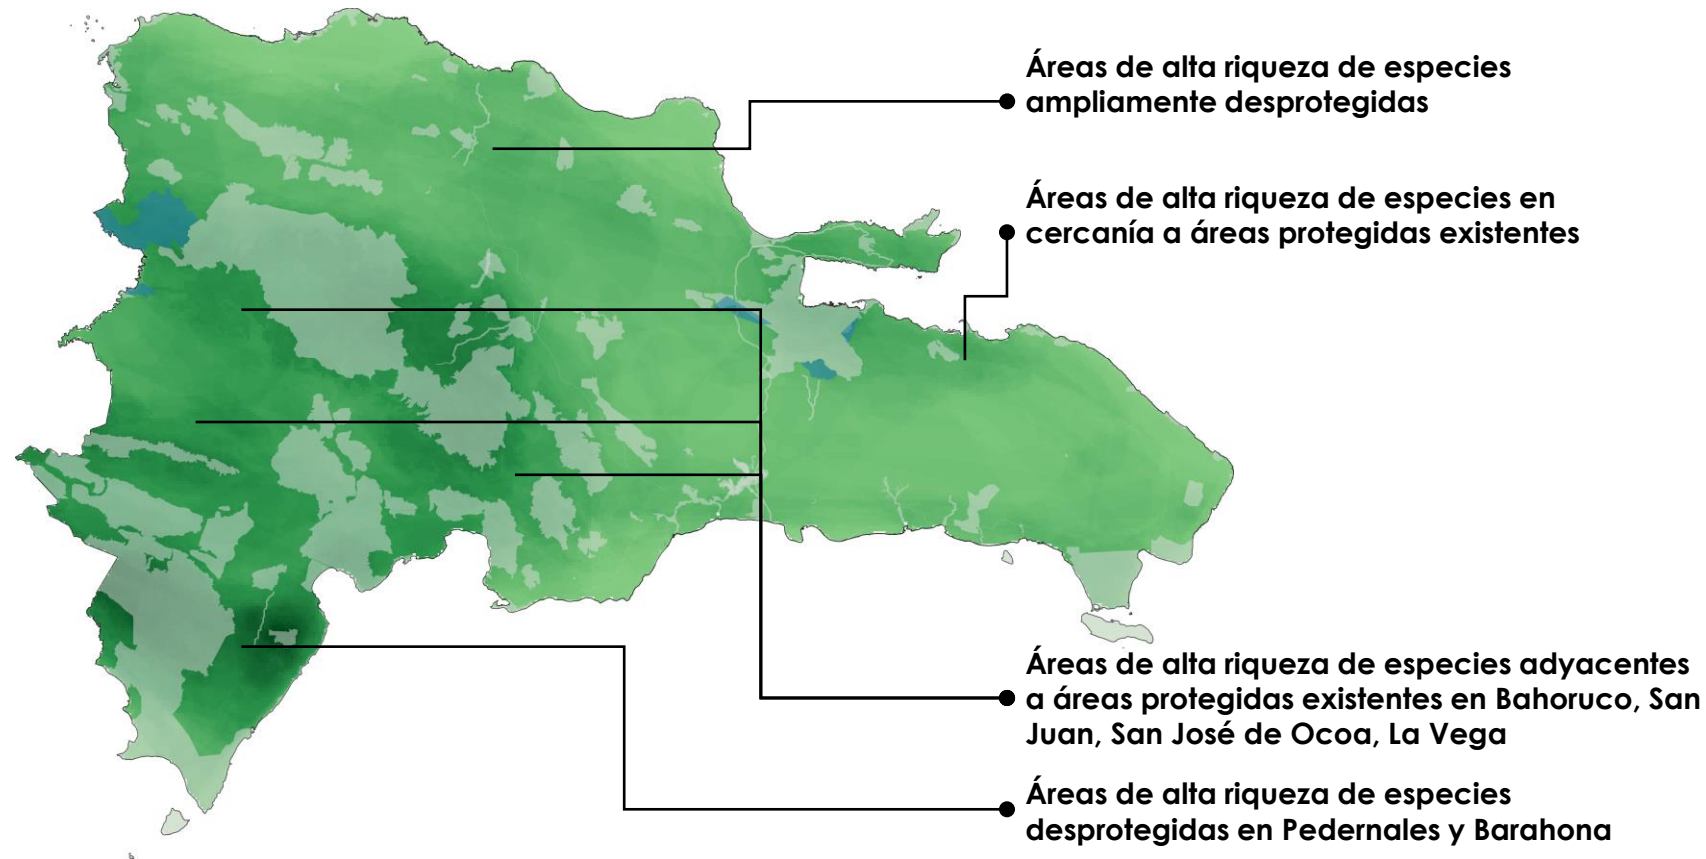 Áreas de alta riqueza de especies
ampliamente desprotegidas
Áreas de alta riqueza de especies en
cercanía a áreas protegidas existentes
Áreas de alta riqueza de especies adyacentes
a áreas protegidas existentes en Bahoruco, San
Juan, San José de Ocoa, La Vega
Áreas de alta riqueza de especies
desprotegidas en Pedernales y Barahona